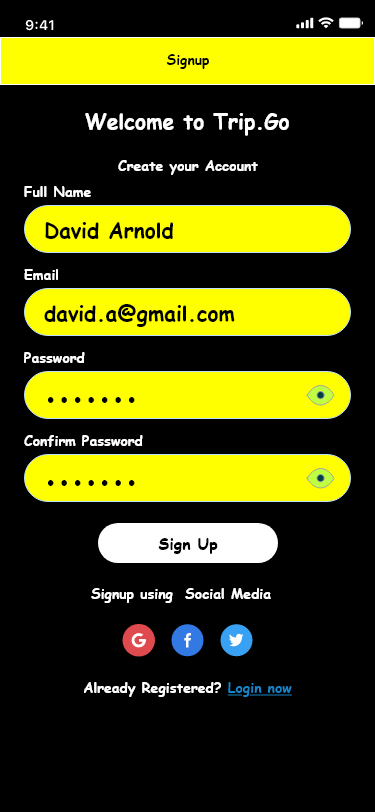 9:41
Signup
Welcome to Trip.Go
Create your Account
Full Name
David Arnold
Email
david.a@gmail.com
Password
•••••••
Confirm Password
•••••••
Sign Up
Signup using Social Media
G f
Already Registered? Login now